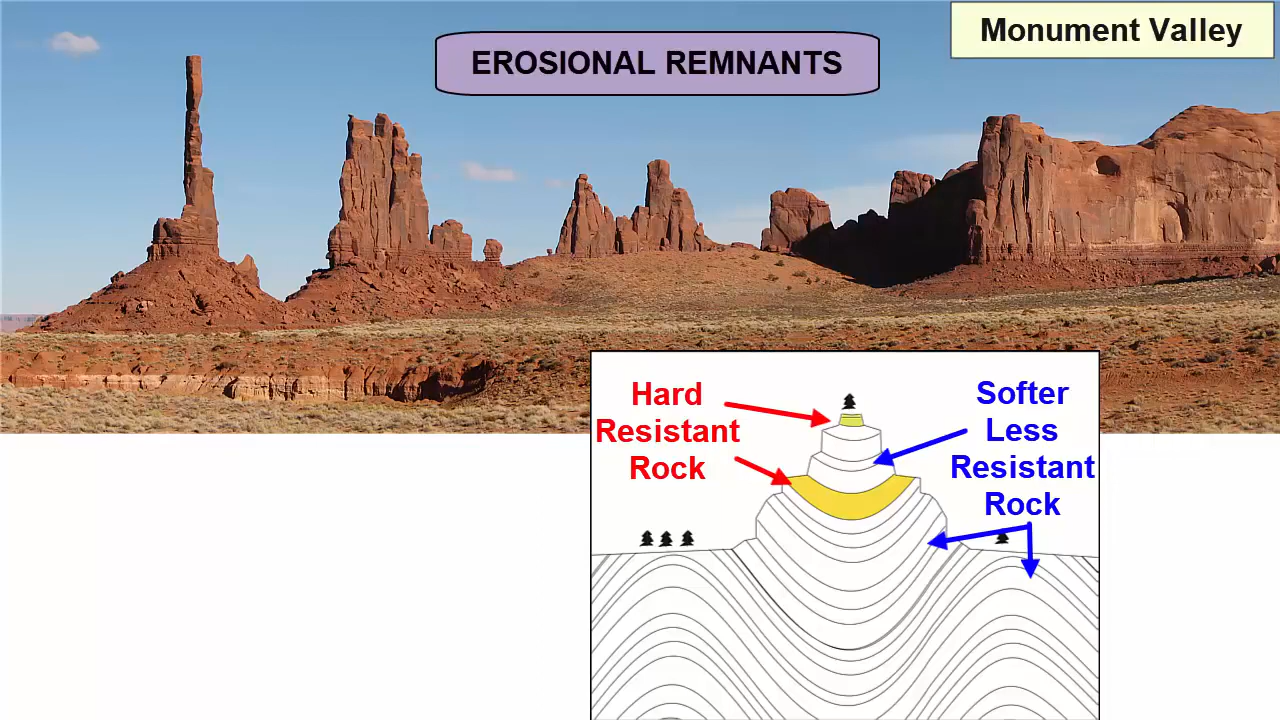 Monument Valley
EROSIONAL REMNANTS
Hard
Resistant
Rock
Softer
Less
Resistant
Rock